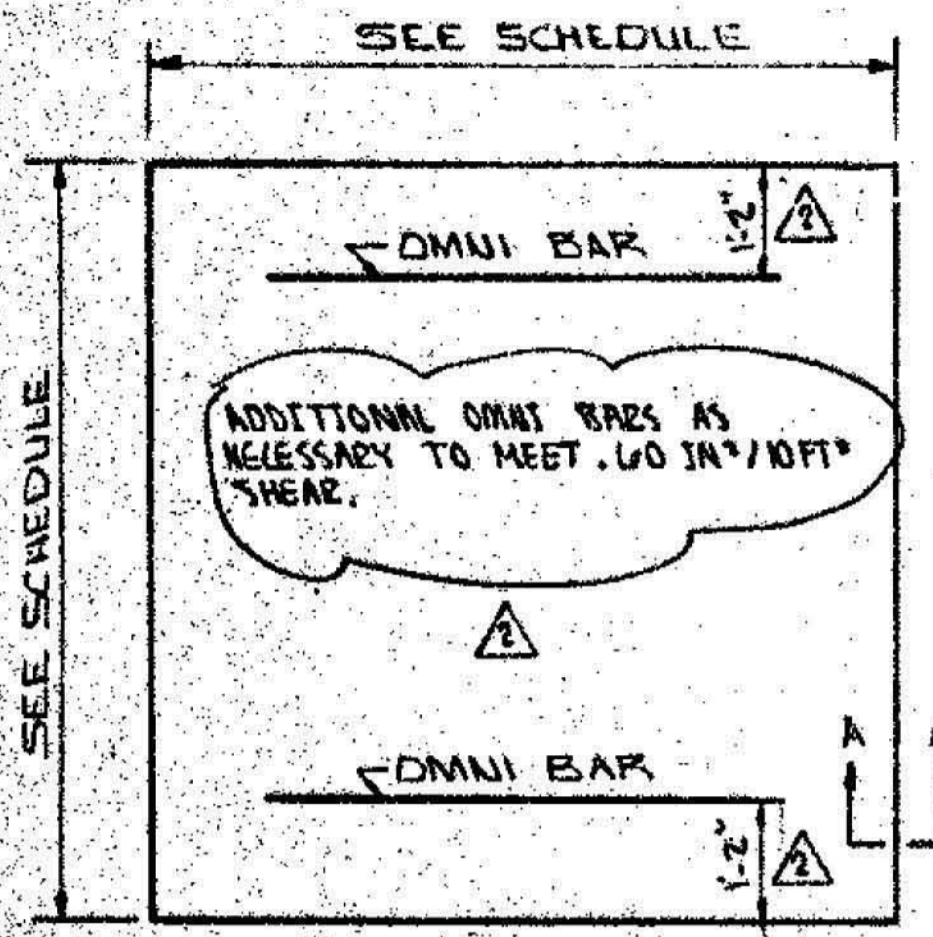 SEE SCHEDULE
1'-2"
2
OMNI BAR
SEE SCHEDULE
ADDITIONAL OMNI BARS AS
NECESSARY TO MEET .60 IN²/10FT²
SHEAR.
2
A
OMNI BAR
1'-2"
2